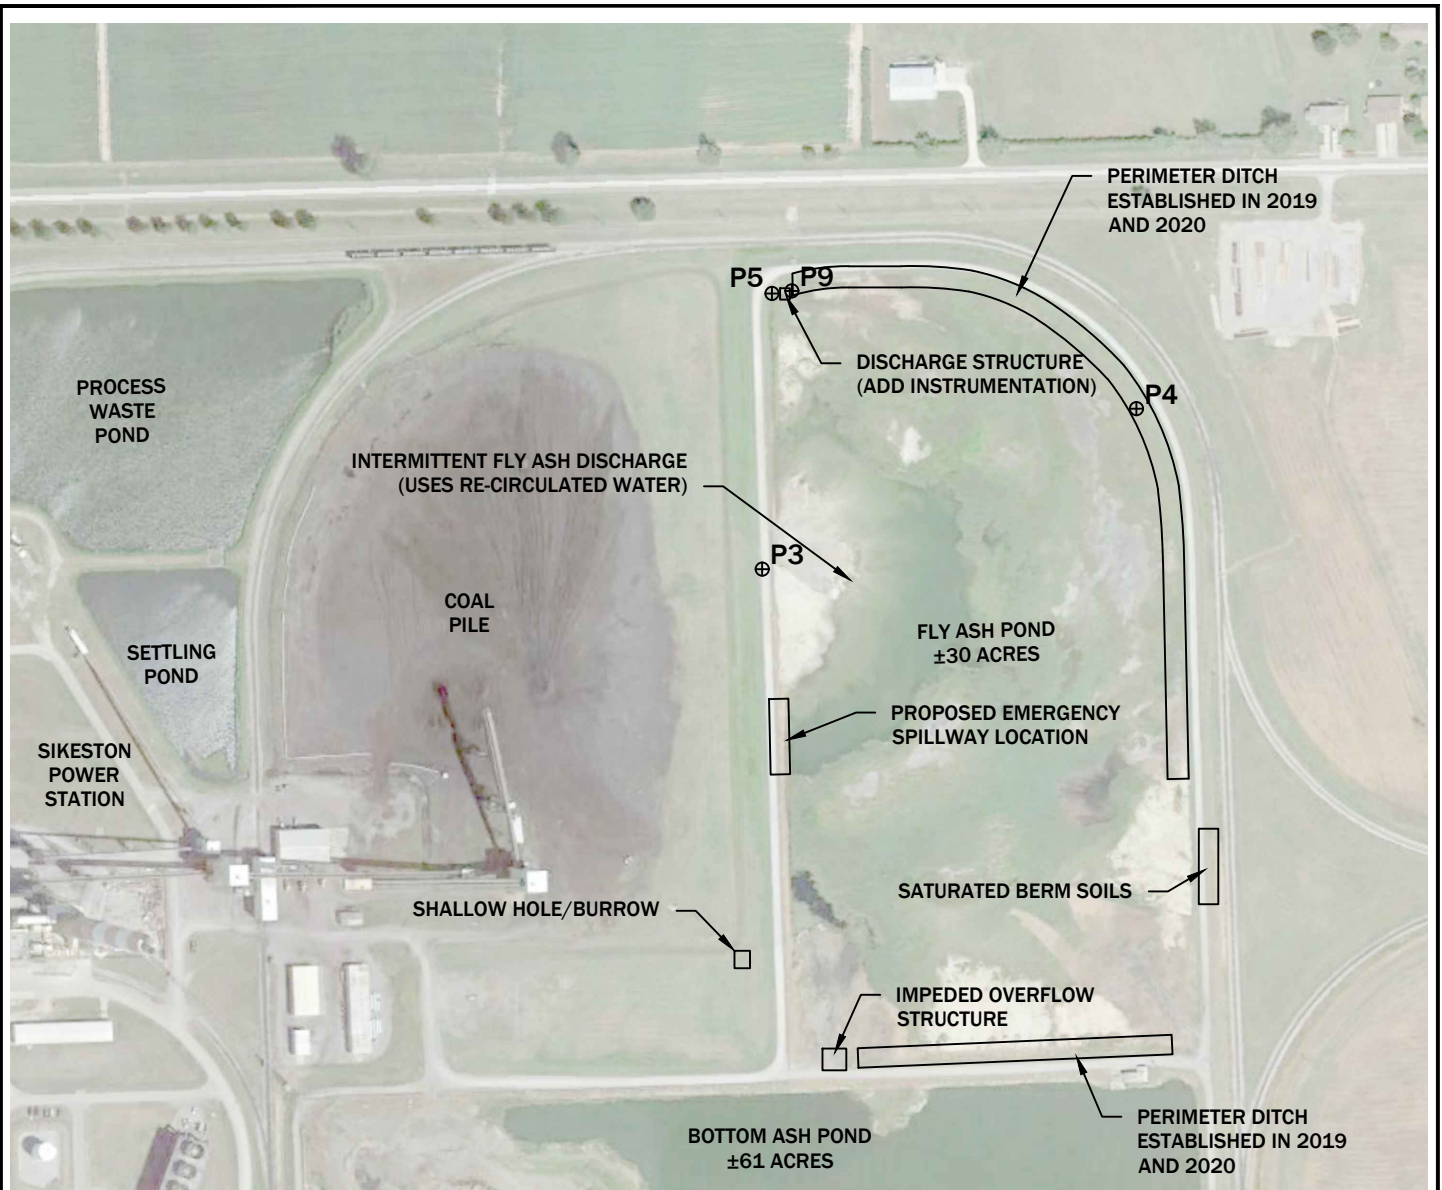 PERIMETER DITCH
ESTABLISHED IN 2019
AND 2020
P5
P9
DISCHARGE STRUCTURE
(ADD INSTRUMENTATION)
PROCESS
WASTE
POND
P4
INTERMITTENT FLY ASH DISCHARGE
(USES RE-CIRCULATED WATER)
P3
COAL
PILE
FLY ASH POND
±30 ACRES
SETTLING
POND
PROPOSED EMERGENCY
SPILLWAY LOCATION
SIKESTON
POWER
STATION
SATURATED BERM SOILS
SHALLOW HOLE/BURROW
IMPEDED OVERFLOW
STRUCTURE
BOTTOM ASH POND
±61 ACRES
PERIMETER DITCH
ESTABLISHED IN 2019
AND 2020